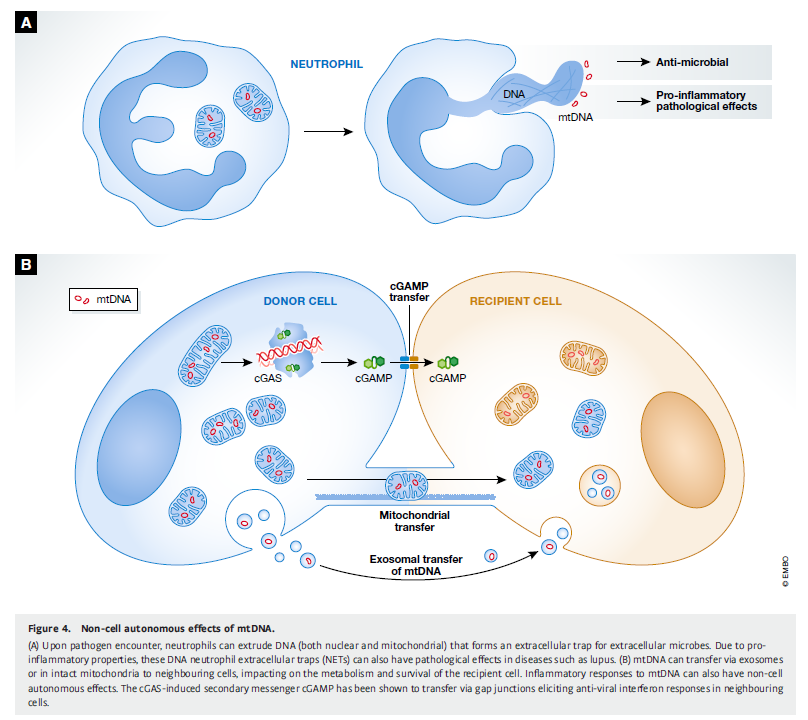 A
NEUTROPHIL
DNA
mtDNA
Anti-microbial
Pro-inflammatory
pathological effects
B
mtDNA
DONOR CELL
cGAMP
transfer
RECIPIENT CELL
cGAS
cGAMP
cGAMP
Mitochondrial
transfer
Exosomal transfer
of mtDNA
© EMBO
Figure 4. Non-cell autonomous effects of mtDNA.
(A) Upon pathogen encounter, neutrophils can extrude DNA (both nuclear and mitochondrial) that forms an extracellular trap for extracellular microbes. Due to pro-
inflammatory properties, these DNA neutrophil extracellular traps (NETs) can also have pathological effects in diseases such as lupus. (B) mtDNA can transfer via exosomes
or in intact mitochondria to neighbouring cells, impacting on the metabolism and survival of the recipient cell. Inflammatory responses to mtDNA can also have non-cell
autonomous effects. The cGAS-induced secondary messenger cGAMP has been shown to transfer via gap junctions eliciting anti-viral interferon responses in neighbouring
cells.